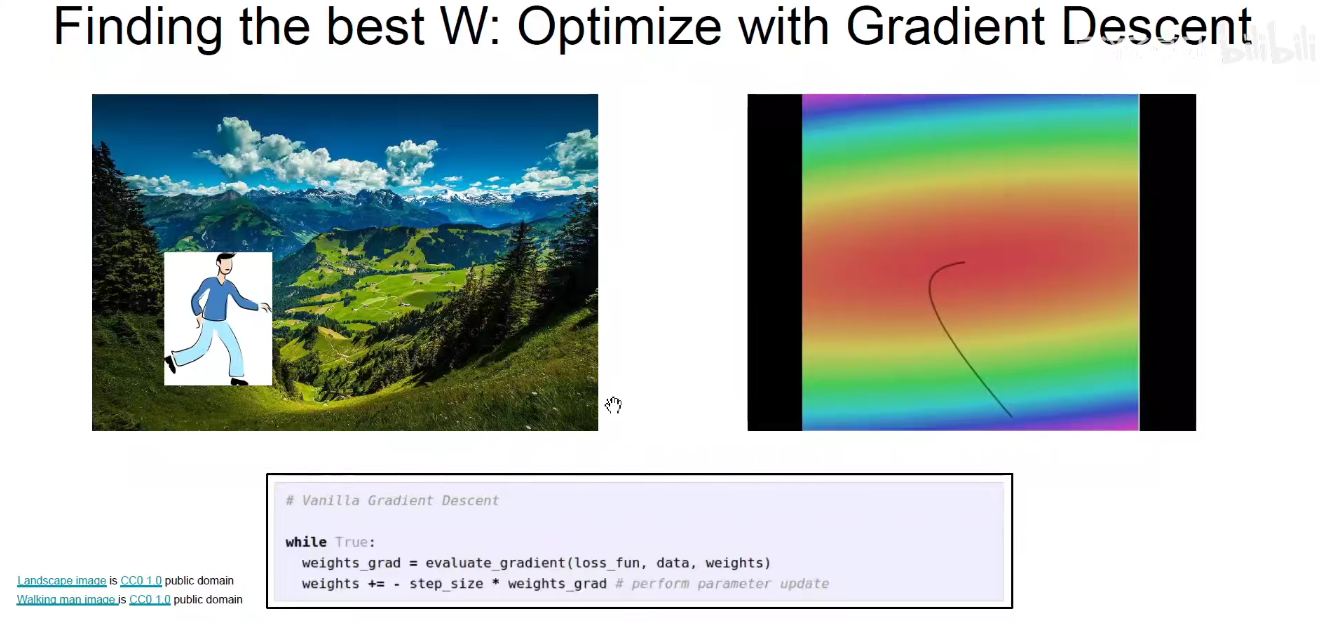 Finding the best W: Optimize with Gradient Descent
bilibili
# Vanilla Gradient Descent
while True:
weights_grad = evaluate_gradient(loss_fun, data, weights)
weights += - step_size * weights_grad # perform parameter update
Landscape image is CC0 1.0 public domain
Walking man image is CC0 1.0 public domain